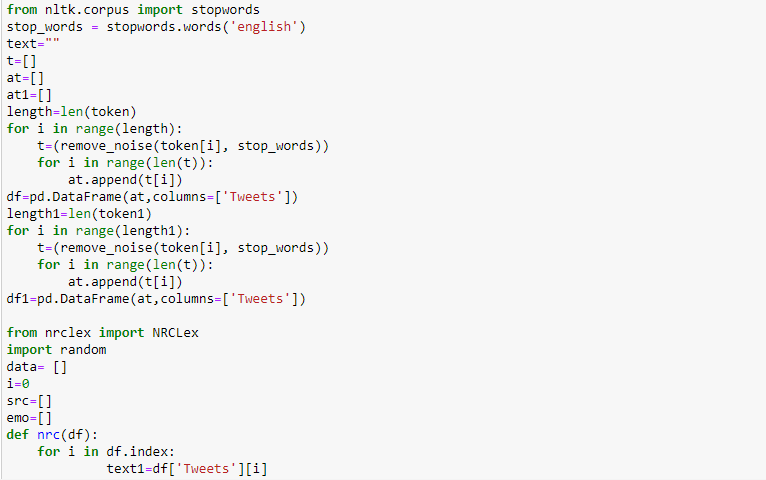 from nltk.corpus import stopwords
stop_words = stopwords.words('english')
text=""
t=[]
at=[]
at1=[]
length=len(token)
for i in range(length):
    t=(remove_noise(token[i], stop_words))
    for i in range(len(t)):
        at.append(t[i])
df=pd.DataFrame(at,columns=['Tweets'])
length1=len(token1)
for i in range(length1):
    t=(remove_noise(token[i], stop_words))
    for i in range(len(t)):
        at.append(t[i])
df1=pd.DataFrame(at,columns=['Tweets'])

from nrclex import NRCLex
import random
data= []
i=0
src=[]
emo=[]
def nrc(df):
    for i in df.index:
             text1=df['Tweets'][i]